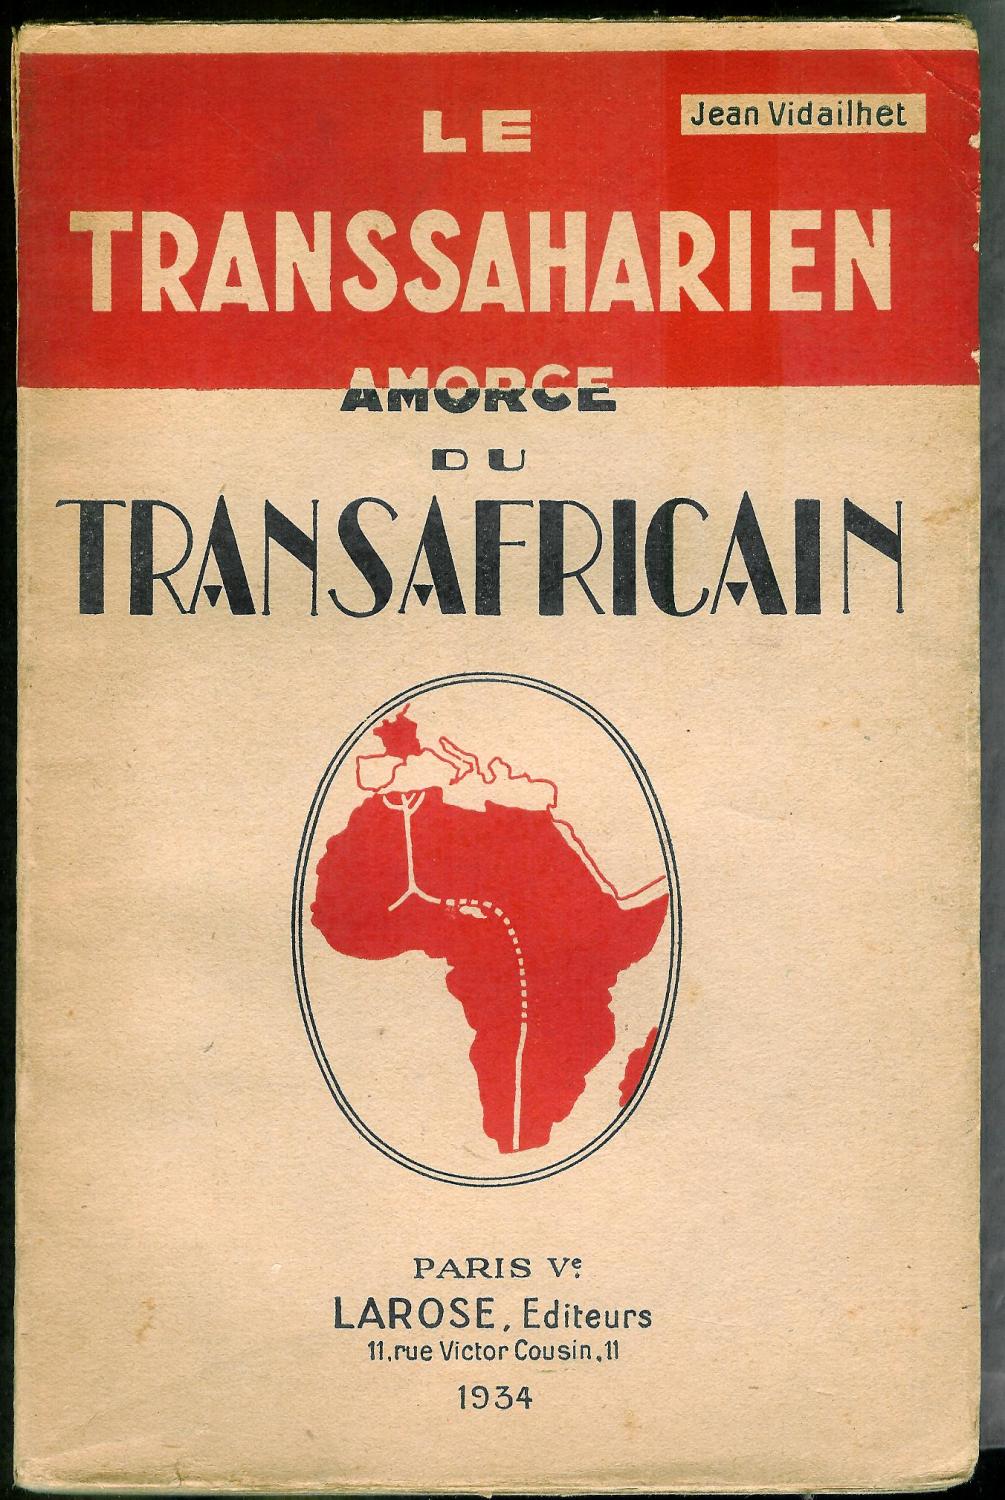 Jean Vidailhet
LE
TRANSSAHARIEN
AMORCE
DU
TRANSAFRICAIN
PARIS Ve.
LAROSE, Editeurs
11, rue Victor Cousin, 11
1934